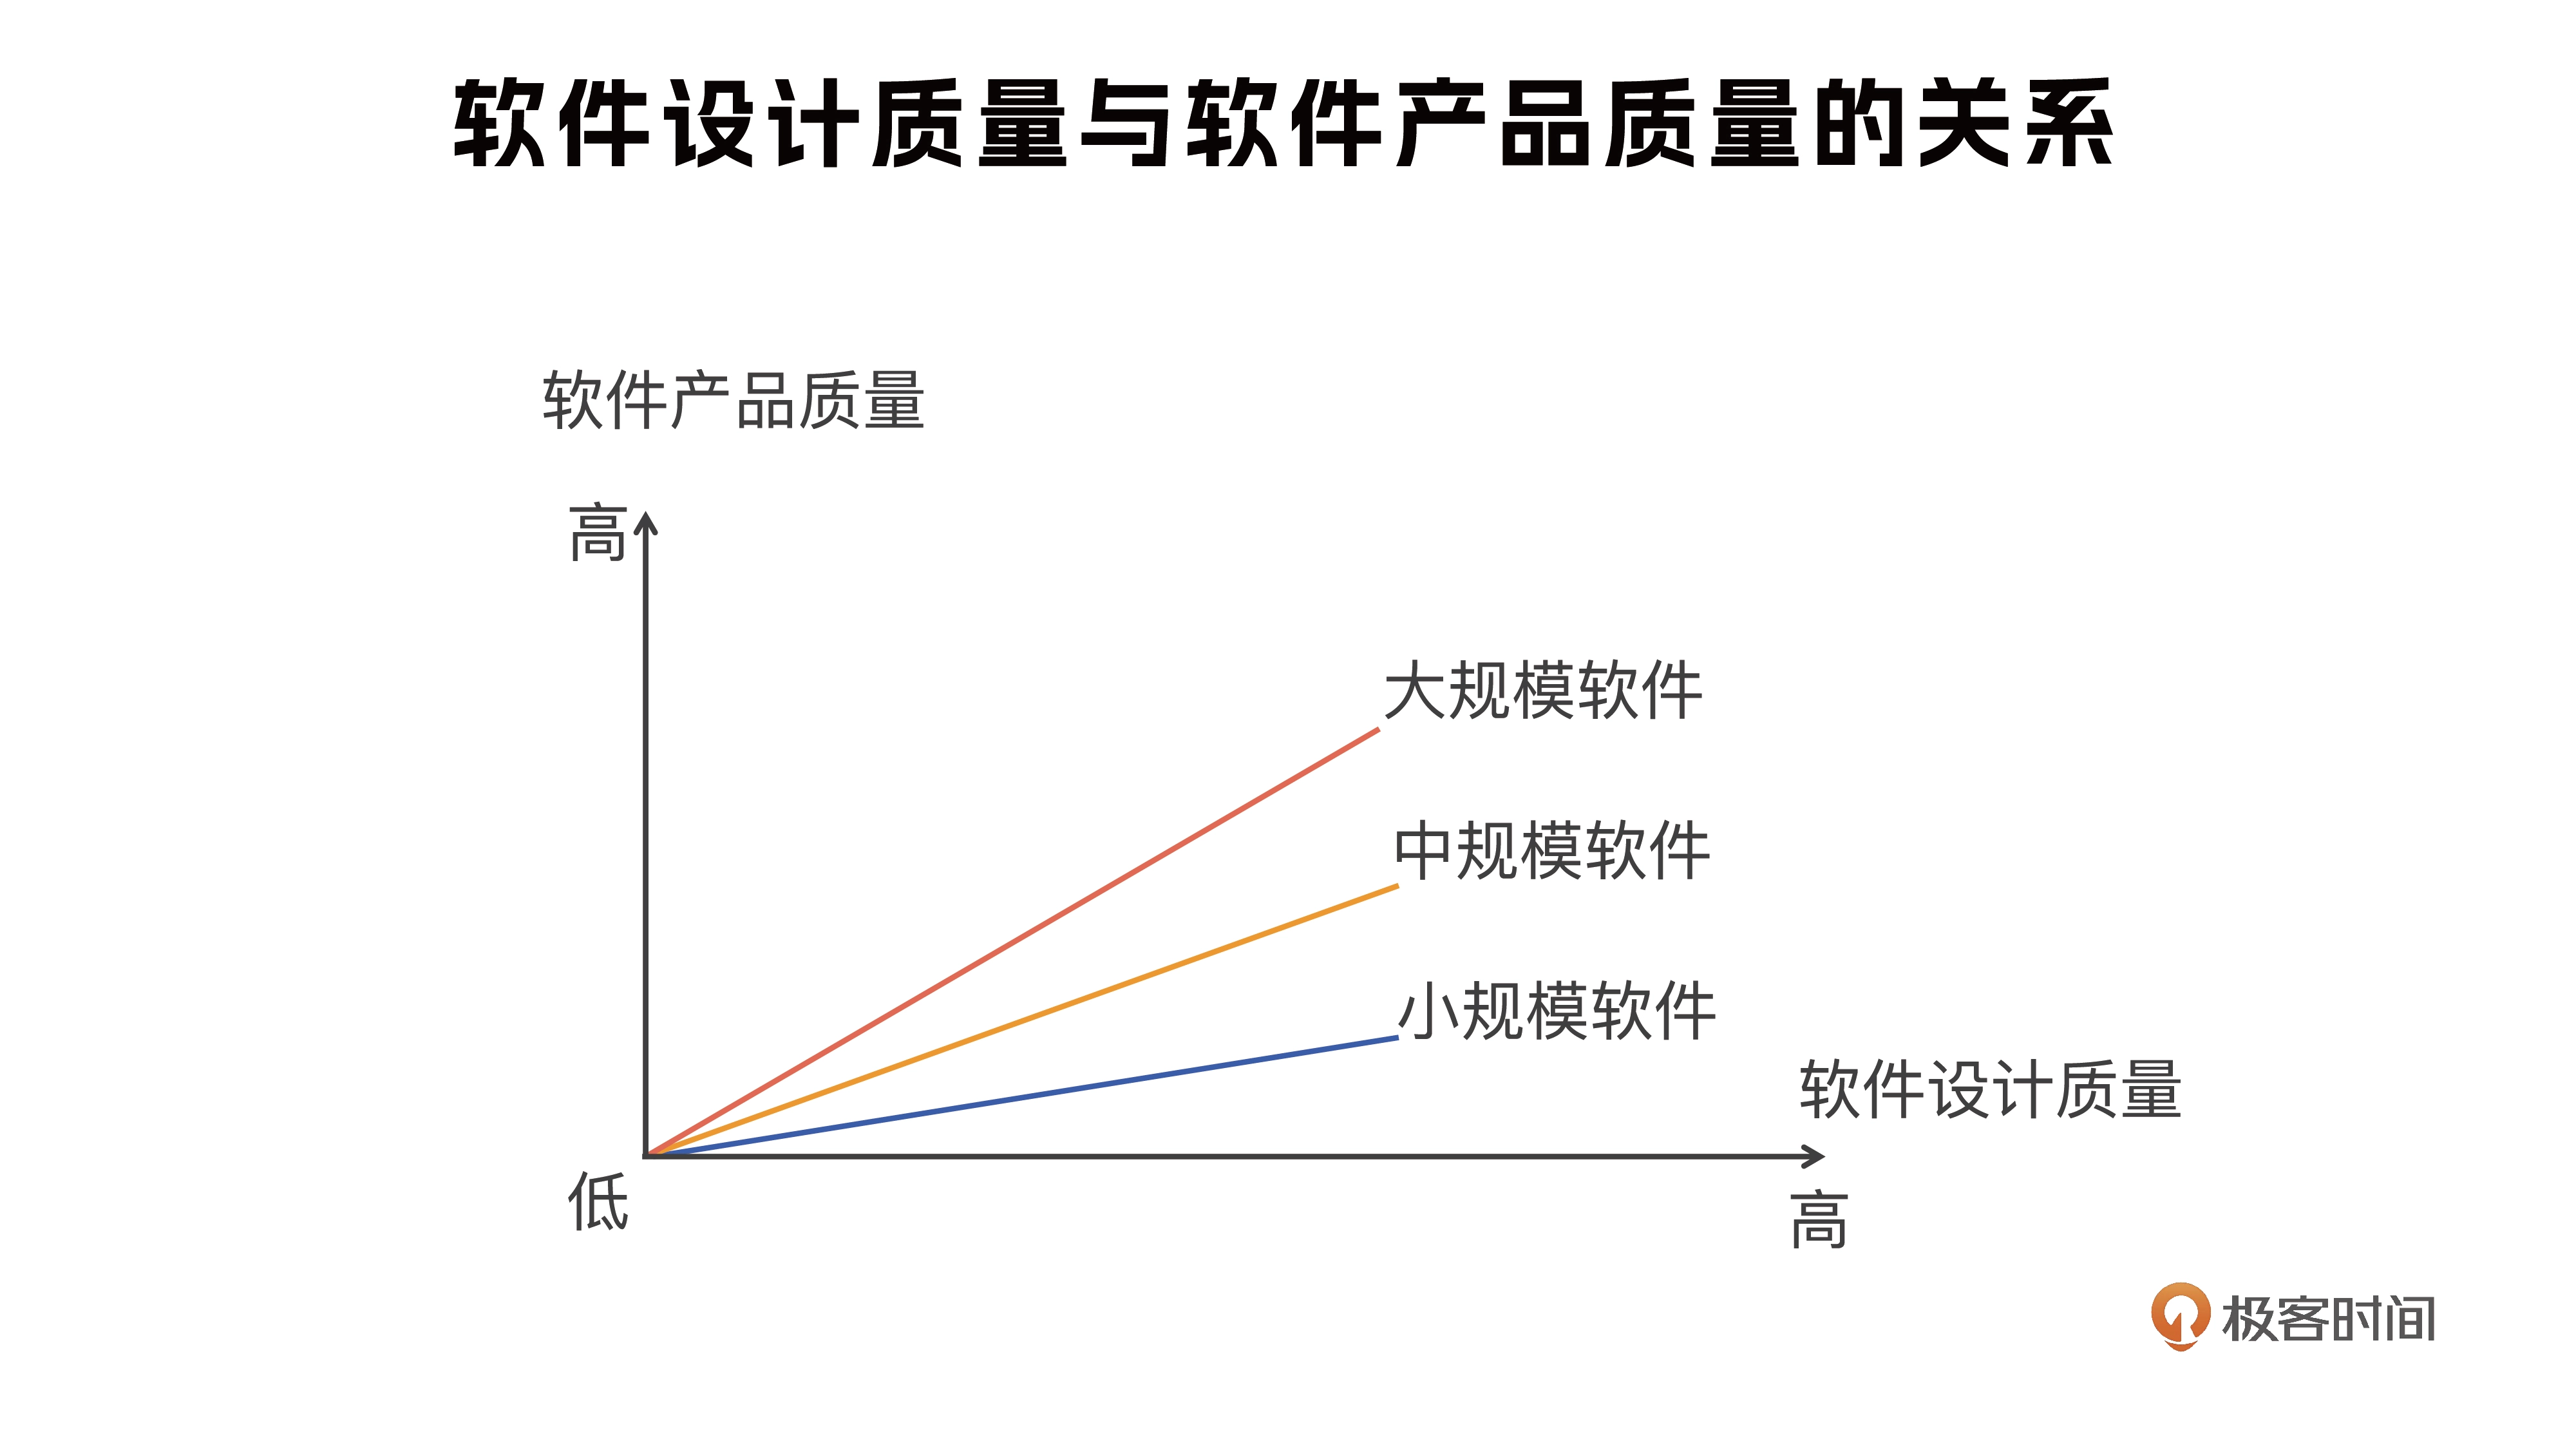 软件设计质量与软件产品质量的关系
软件产品质量
高
大规模软件
中规模软件
小规模软件
软件设计质量
低
高
极客时间